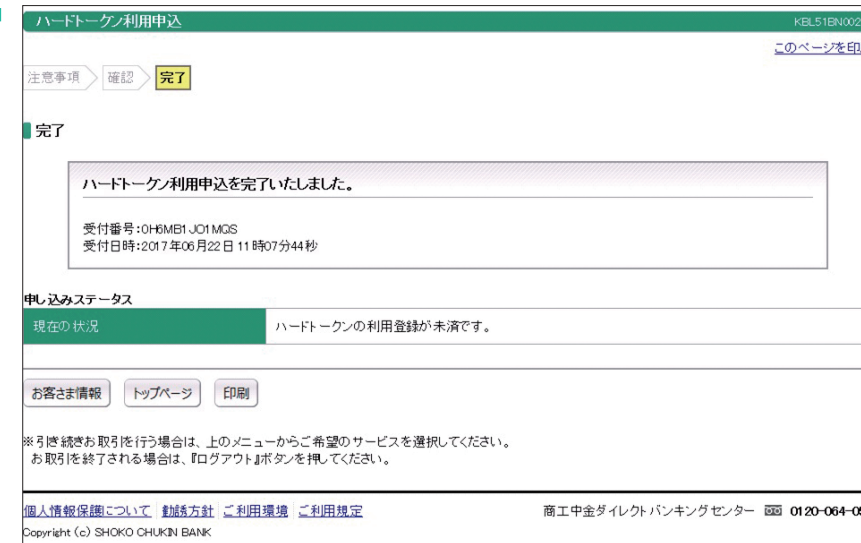 ハードトークン利用申込
KBL51BN002
このページを印
注意事項 確認 完了
完了
ハードトークン利用申込を完了いたしました。
受付番号:0H6MB1JO1MQS
受付日時:2017年06月22日 11時07分44秒
申し込みステータス
現在の状況 ハードトークンの利用登録が未済です。
お客さま情報 トップページ 印刷
※引き続きお取引を行う場合は、上のメニューからご希望のサービスを選択してください。
お取引を終了される場合は、『ログアウト』ボタンを押してください。
個人情報保護について 勧誘方針 ご利用環境 ご利用規定
商工中金ダイレクトバンキングセンター 0120-064-0
Copyright (c) SHOKO CHUKIN BANK